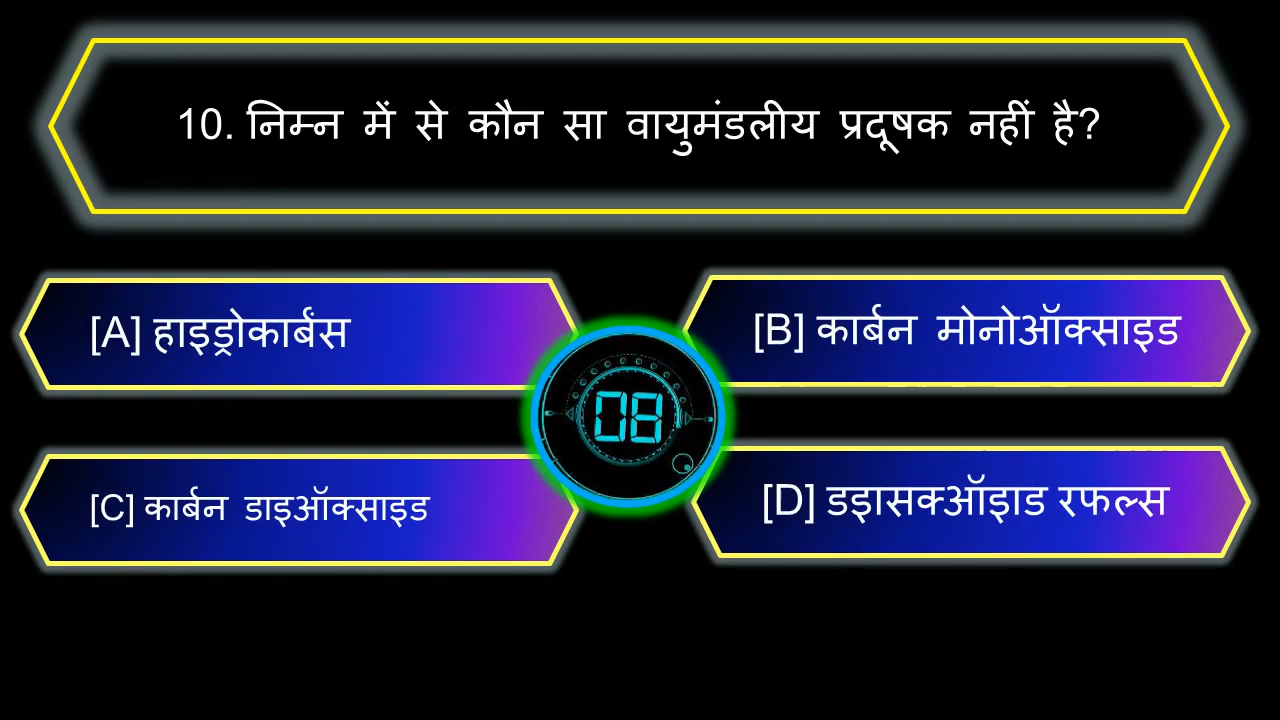 10. निम्न में से कौन सा वायुमंडलीय प्रदूषक नहीं है?
[A] हाइड्रोकार्बंस
[B] कार्बन मोनोऑक्साइड
08
[C] कार्बन डाइऑक्साइड
[D] डइासक्ऑइाड रफल्स